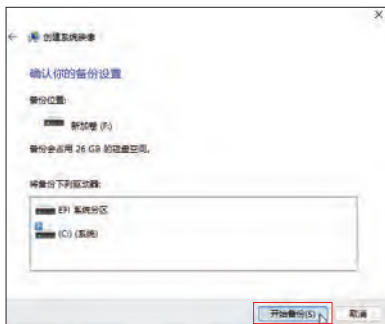 创建系统映像
确认你的备份设置
备份位置:
新加卷 (F:)
备份会占用 26 GB 的磁盘空间。
将备份下列驱动器:
EFI 系统分区
(C:) (系统)
开始备份(S)
取消